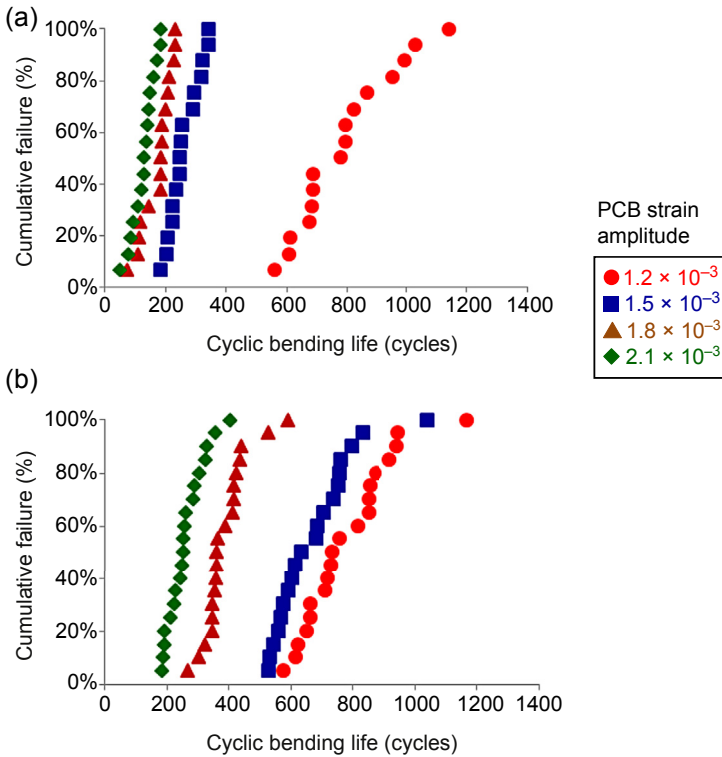 (a)
100%
80%
60%
40%
20%
0%
Cumulative failure (%)
0 200 400 600 800 1000 1200 1400
Cyclic bending life (cycles)
PCB strain
amplitude
1.2 × 10⁻³
1.5 × 10⁻³
1.8 × 10⁻³
2.1 × 10⁻³
(b)
100%
80%
60%
40%
20%
0%
Cumulative failure (%)
0 200 400 600 800 1000 1200 1400
Cyclic bending life (cycles)